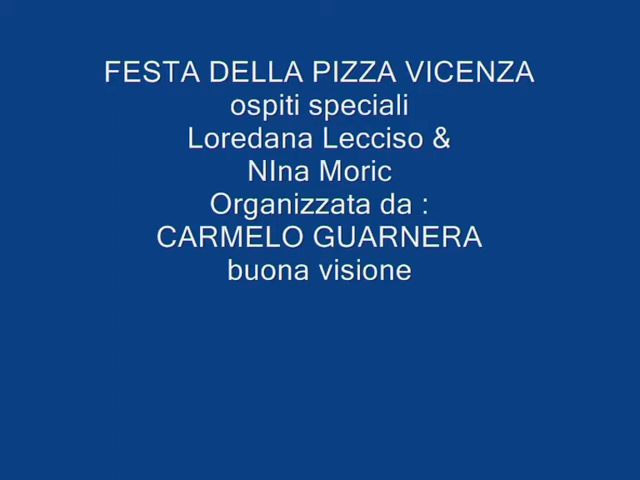 FESTA DELLA PIZZA VICENZA
ospiti speciali
Loredana Lecciso &
NIna Moric
Organizzata da :
CARMELO GUARNERA
buona visione